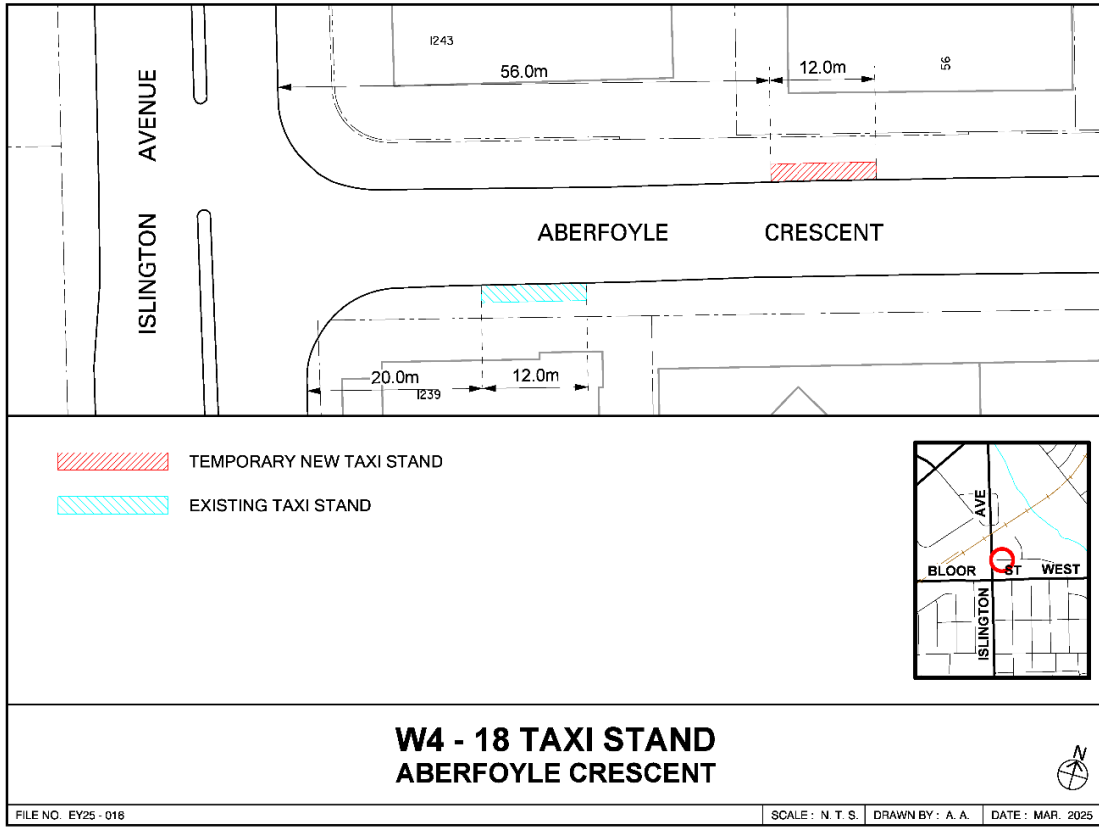 1243
56.0m
12.0m
56
ISLINGTON AVENUE
ABERFOYLE CRESCENT
20.0m
12.0m
1239
TEMPORARY NEW TAXI STAND
EXISTING TAXI STAND
AVE
BLOOR ST WEST
ISLINGTON
W4 - 18 TAXI STAND
ABERFOYLE CRESCENT
N
FILE NO. EY25 - 016
SCALE : N. T. S.
DRAWN BY : A. A.
DATE : MAR. 2025